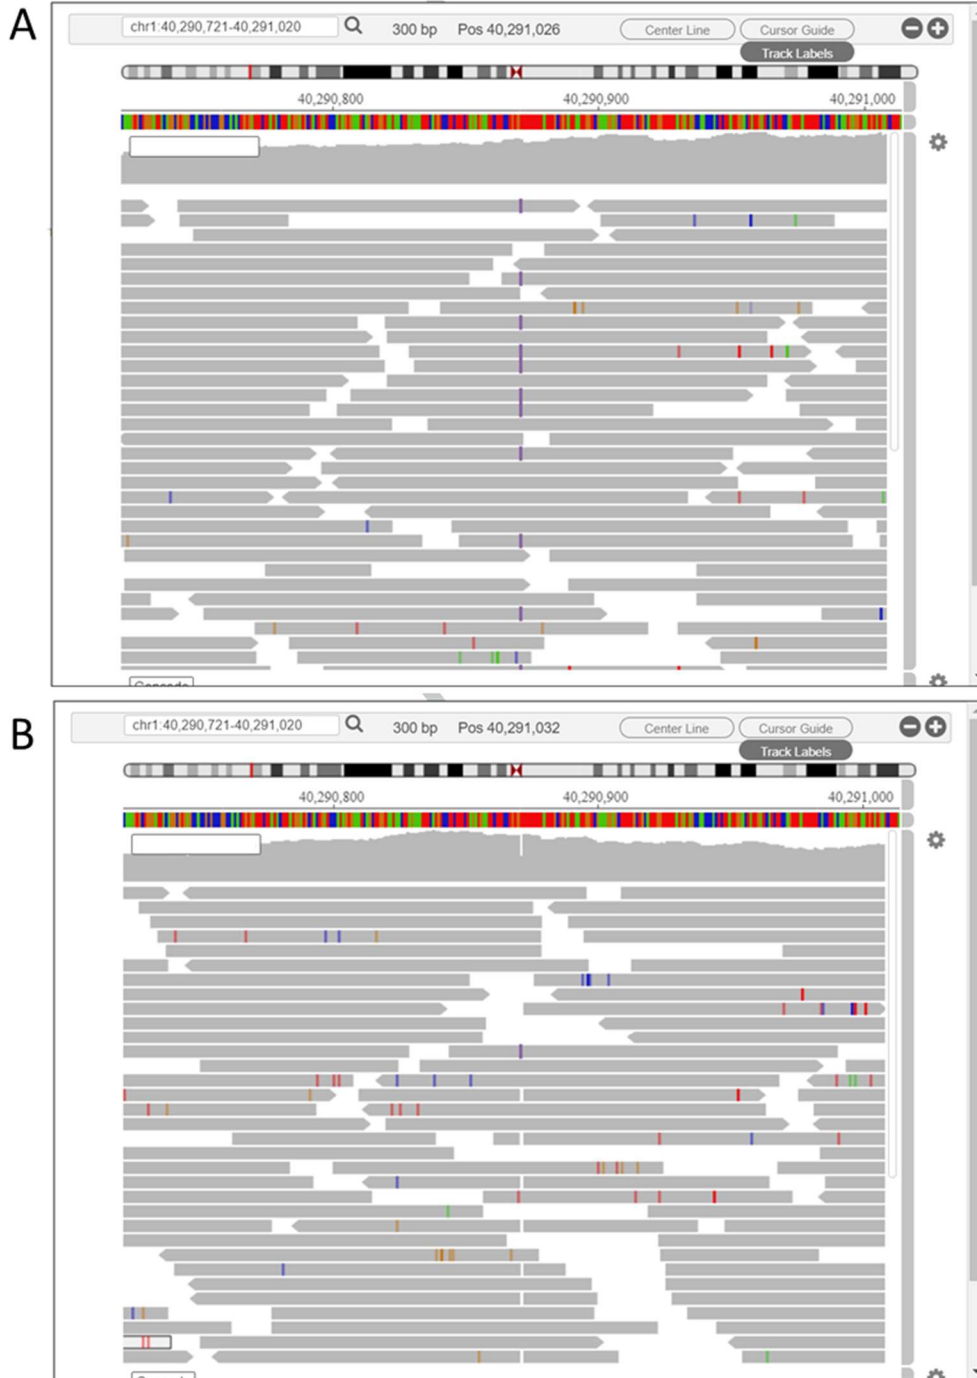 A
chr1:40,290,721-40,291,020
300 bp
Pos 40,291,026
Center Line
Cursor Guide
Track Labels
40,290,800
40,290,900
40,291,000
B
chr1:40,290,721-40,291,020
300 bp
Pos 40,291,032
Center Line
Cursor Guide
Track Labels
40,290,800
40,290,900
40,291,000